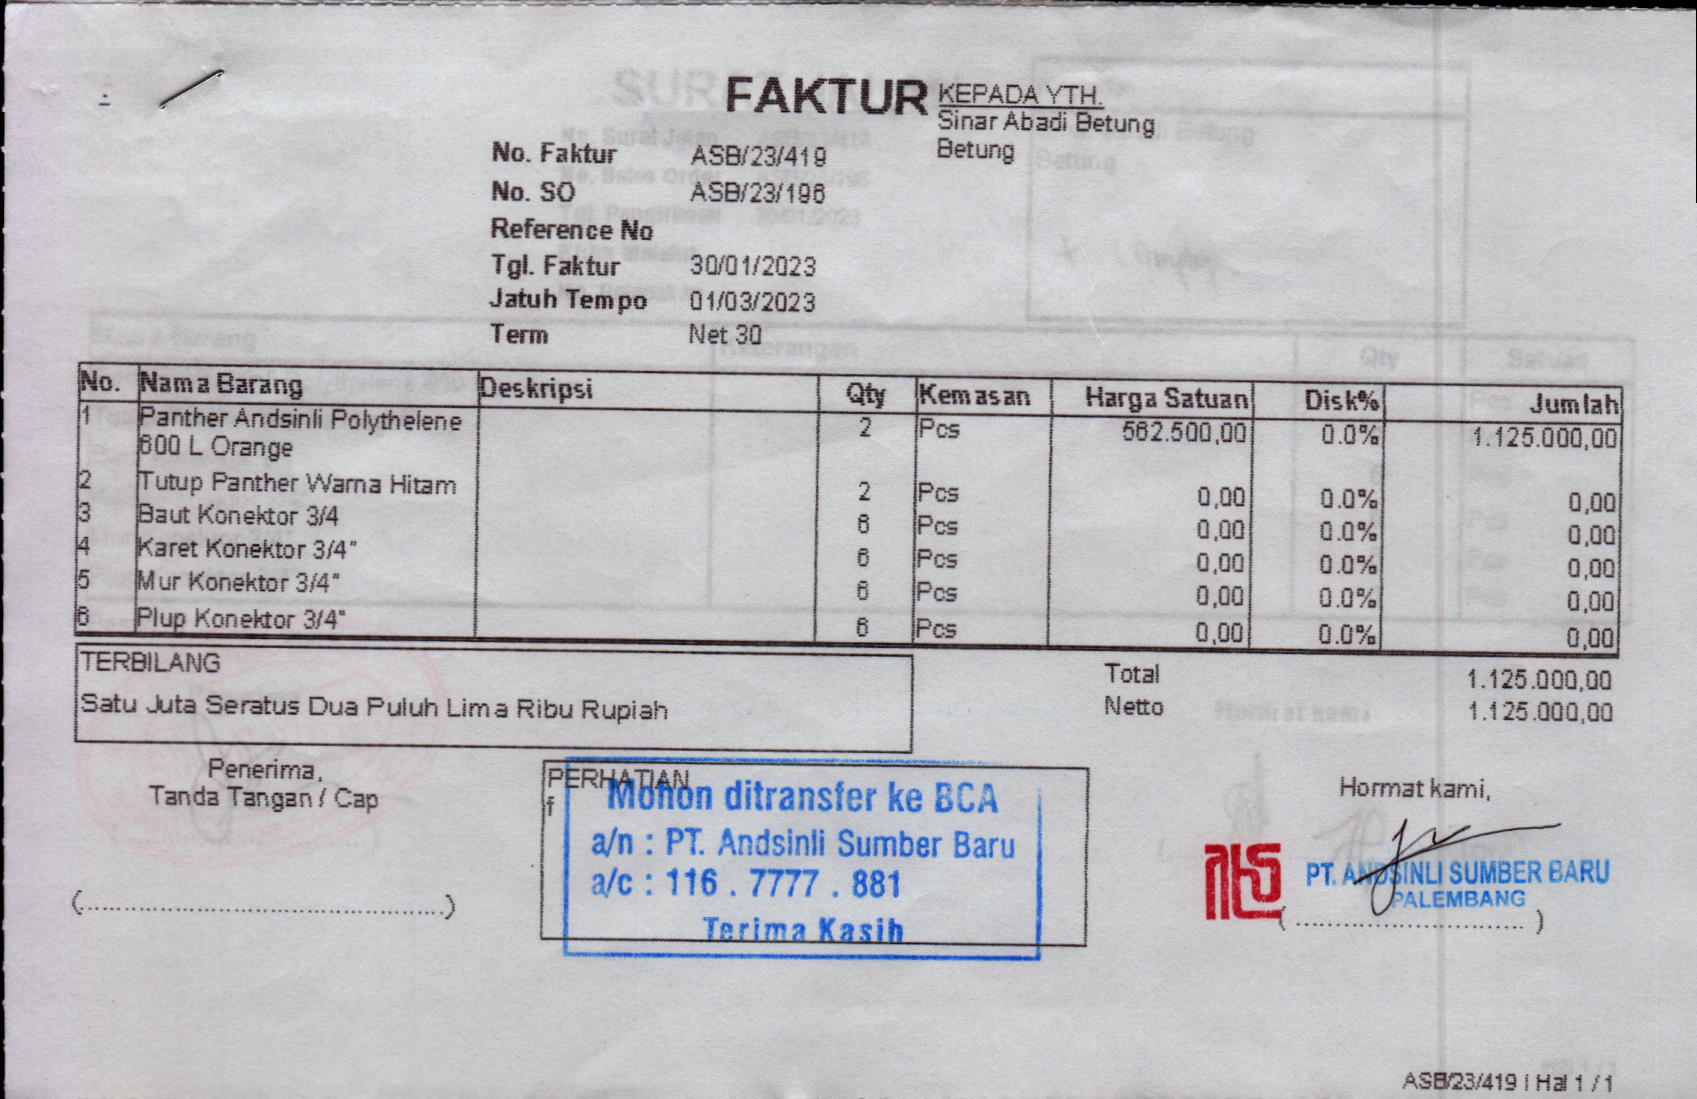 FAKTUR
KEPADA YTH.
Sinar Abadi Betung
Betung
No. Faktur ASB/23/419
No. SO ASB/23/196
Reference No
Tgl. Faktur 30/01/2023
Jatuh Tempo 01/03/2023
Term Net 30
No. Nama Barang Deskripsi Qty Kemasan Harga Satuan Disk% Jumlah
1 Panther Andsinli Polythelene 2 Pcs 562.500,00 0.0% 1.125.000,00
600 L Orange
2 Tutup Panther Warna Hitam 2 Pcs 0,00 0.0% 0,00
3 Baut Konektor 3/4 6 Pcs 0,00 0.0% 0,00
4 Karet Konektor 3/4" 6 Pcs 0,00 0.0% 0,00
5 Mur Konektor 3/4" 6 Pcs 0,00 0.0% 0,00
6 Plup Konektor 3/4" 6 Pcs 0,00 0.0% 0,00
TERBILANG
Satu Juta Seratus Dua Puluh Lima Ribu Rupiah
Total 1.125.000,00
Netto 1.125.000,00
Penerima,
Tanda Tangan / Cap
(..........................................)
PERHATIAN
f
Mohon ditransfer ke BCA
a/n : PT. Andsinli Sumber Baru
a/c : 116 . 7777 . 881
Terima Kasih
Hormat kami,
PT. ANDSINLI SUMBER BARU
PALEMBANG
(..............................)
ASB/23/419 | Hal 1 / 1